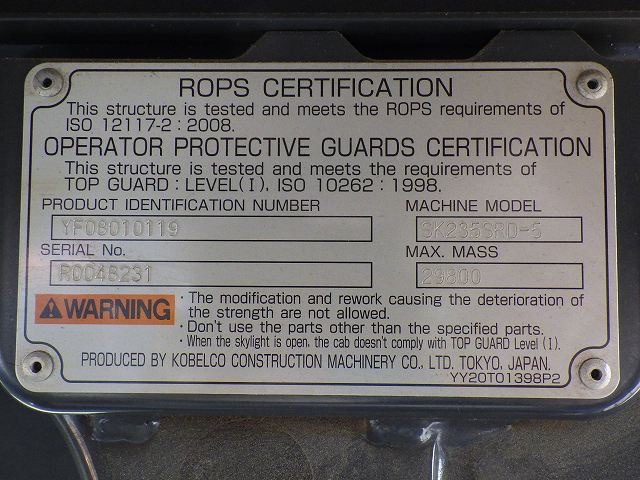 ROPS CERTIFICATION
This structure is tested and meets the ROPS requirements of
ISO 12117-2 : 2008.
OPERATOR PROTECTIVE GUARDS CERTIFICATION
This structure is tested and meets the requirements of
TOP GUARD : LEVEL(I), ISO 10262 : 1998.
PRODUCT IDENTIFICATION NUMBER
YF08010119
MACHINE MODEL
SK235SRD-5
SERIAL No.
R0048231
MAX. MASS
29800
WARNING
・The modification and rework causing the deterioration of
the strength are not allowed.
・Don't use the parts other than the specified parts.
・When the skylight is open, the cab doesn't comply with TOP GUARD Level (I).
PRODUCED BY KOBELCO CONSTRUCTION MACHINERY CO., LTD. TOKYO, JAPAN.
YY20T01398P2